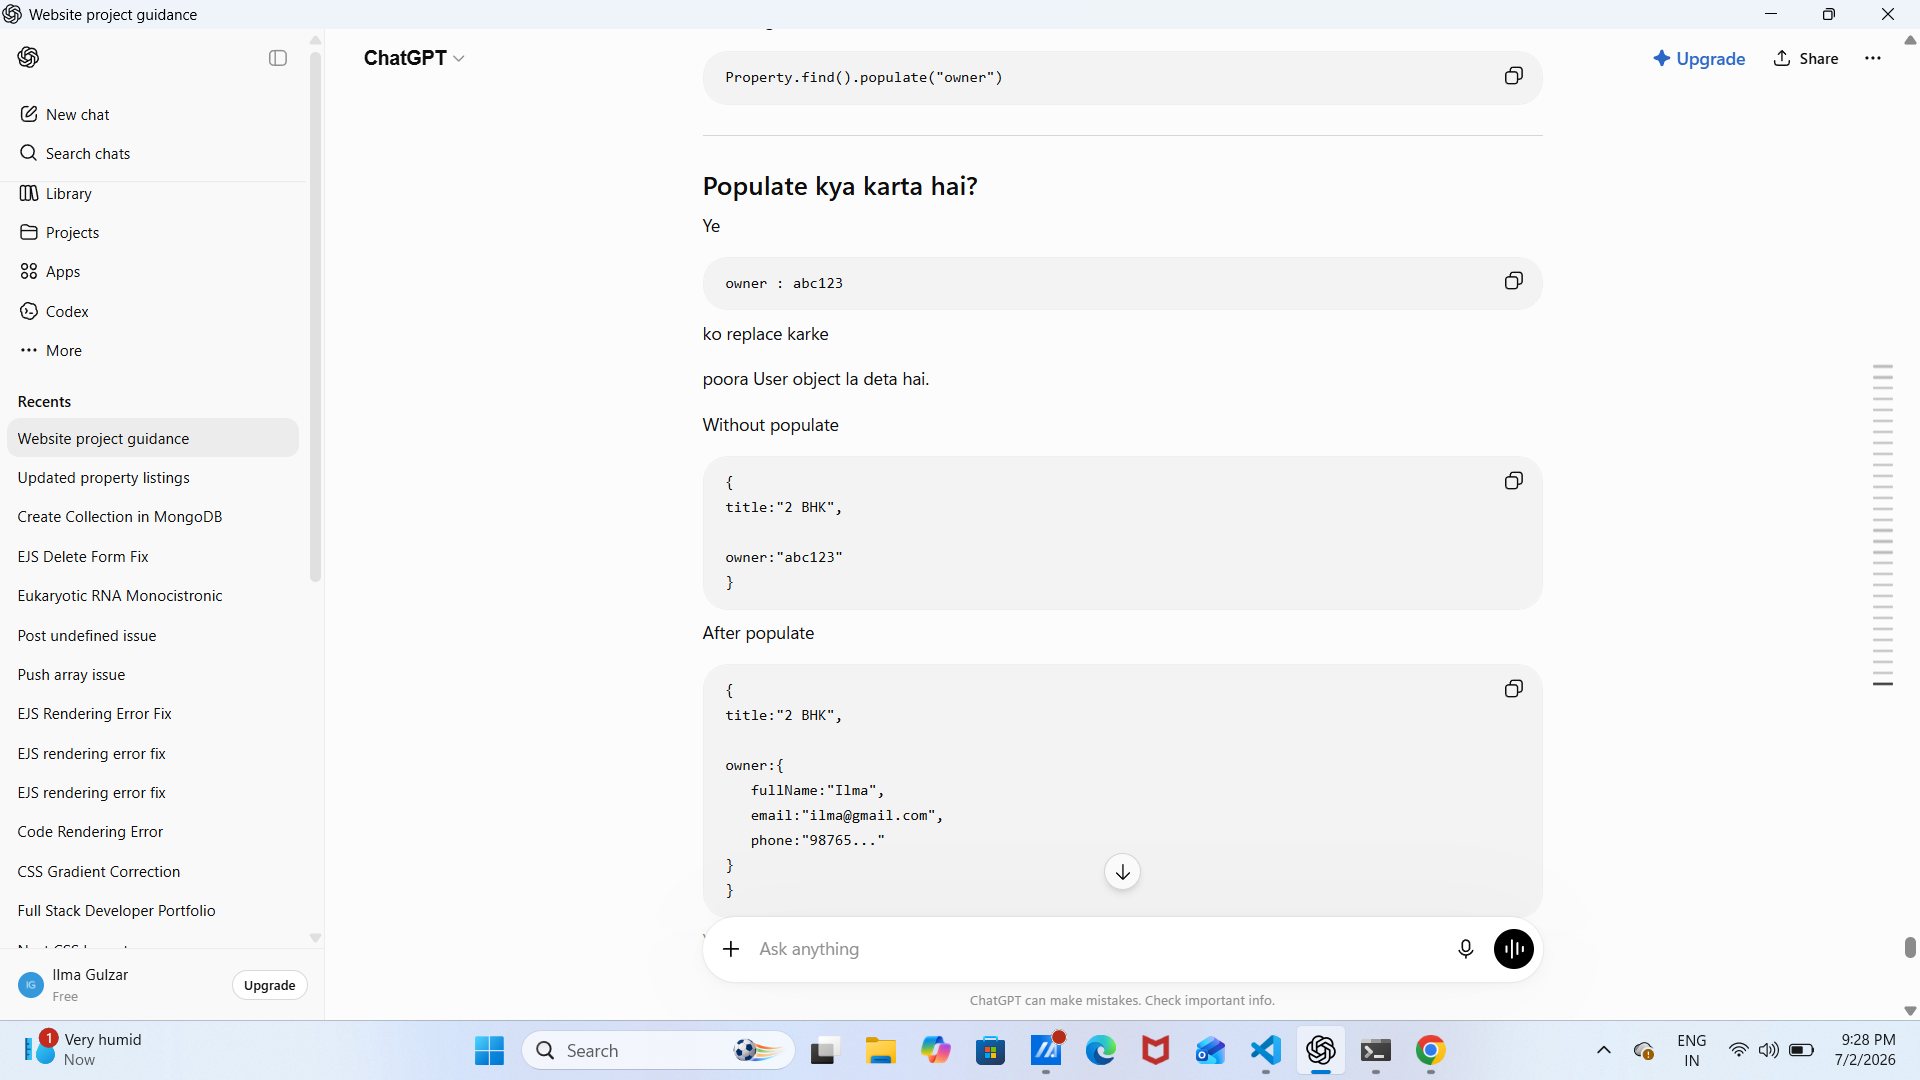 Website project guidance
ChatGPT
Upgrade
Share
New chat
Search chats
Library
Projects
Apps
Codex
More
Recents
Website project guidance
Updated property listings
Create Collection in MongoDB
EJS Delete Form Fix
Eukaryotic RNA Monocistronic
Post undefined issue
Push array issue
EJS Rendering Error Fix
EJS rendering error fix
EJS rendering error fix
Code Rendering Error
CSS Gradient Correction
Full Stack Developer Portfolio
IG
Ilma Gulzar
Free
Upgrade
Property.find().populate("owner")
Populate kya karta hai?
Ye
owner : abc123
ko replace karke
poora User object la deta hai.
Without populate
{
title:"2 BHK",
owner:"abc123"
}
After populate
{
title:"2 BHK",
owner:{
fullName:"Ilma",
email:"ilma@gmail.com",
phone:"98765..."
}
}
Ask anything
ChatGPT can make mistakes. Check important info.
1
Very humid
Now
Search
ENG
IN
9:28 PM
7/2/2026